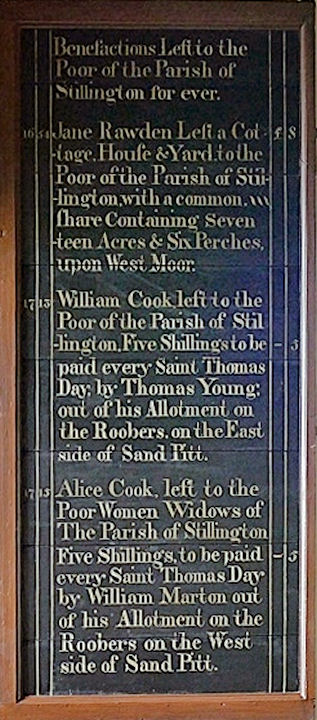 Benefactions Left to the
Poor of the Parish of
Stillington for ever.
Jane Rawden Left a Cot- £ S
-tage, Houſe & Yard to the
Poor of the Parish of Stil-
-lington, with a common,
ſhare Containing Seven
-teen Acres & Six Perches,
upon West Moor.
1713 William Cook left to the
Poor of the Parish of Stil
-lington, Five Shillings to be - 5
paid every Saint Thomas
Day; by Thomas Young;
out of his Allotment on
the Roobers, on the East
side of Sand Pitt.
Alice Cook, left to the
Poor Women Widows of
The Parish of Stillington
Five Shillings, to be paid - 5
every Saint Thomas Day
by William Marton out
of his Allotment on the
Roobers on the West
side of Sand Pitt.